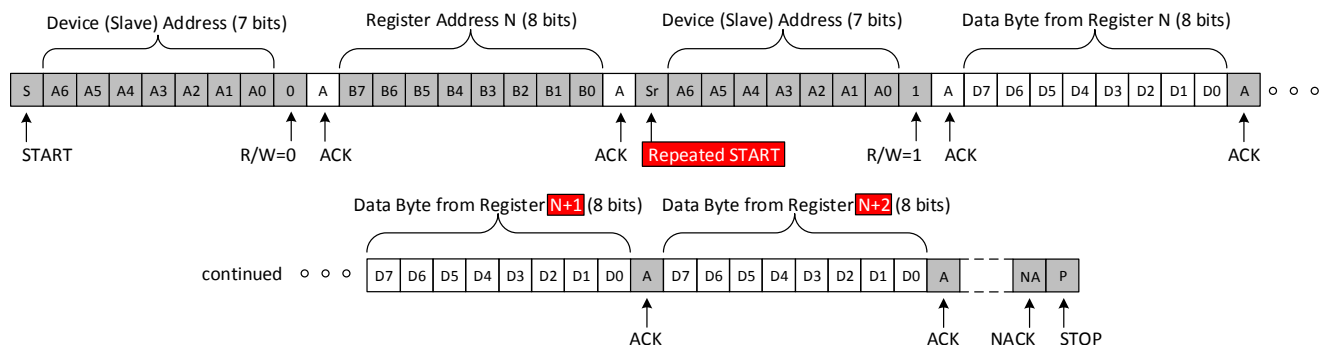 Device (Slave) Address (7 bits) Register Address N (8 bits) Device (Slave) Address (7 bits) Data Byte from Register N (8 bits)
S A6 A5 A4 A3 A2 A1 A0 0 A B7 B6 B5 B4 B3 B2 B1 B0 A Sr A6 A5 A4 A3 A2 A1 A0 1 A D7 D6 D5 D4 D3 D2 D1 D0 A
START R/W=0 ACK ACK Repeated START R/W=1 ACK ACK
Data Byte from Register N+1 (8 bits) Data Byte from Register N+2 (8 bits)
continued D7 D6 D5 D4 D3 D2 D1 D0 A D7 D6 D5 D4 D3 D2 D1 D0 A NA P
ACK ACK NACK STOP